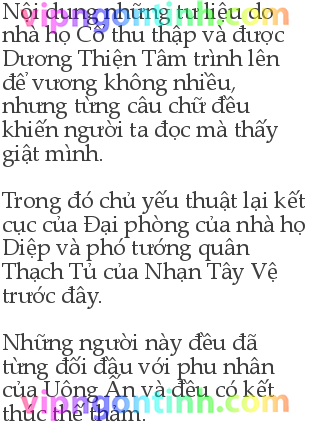 Nội dung những tư liệu do
nhà họ Cố thu thập và được
Dương Thiện Tâm trình lên
để vương không nhiều,
nhưng từng câu chữ đều
khiến người ta đọc mà thấy
giật mình.
Trong đó chủ yếu thuật lại kết
cục của Đại phòng của nhà họ
Diệp và phó tướng quân
Thạch Tủ của Nhạn Tây Vệ
trước đây.
Những người này đều đã
từng đối đầu với phu nhân
của Uông Ấn và đều có kết
thúc thê thảm.
vipngontinh.com
vipngontinh.com